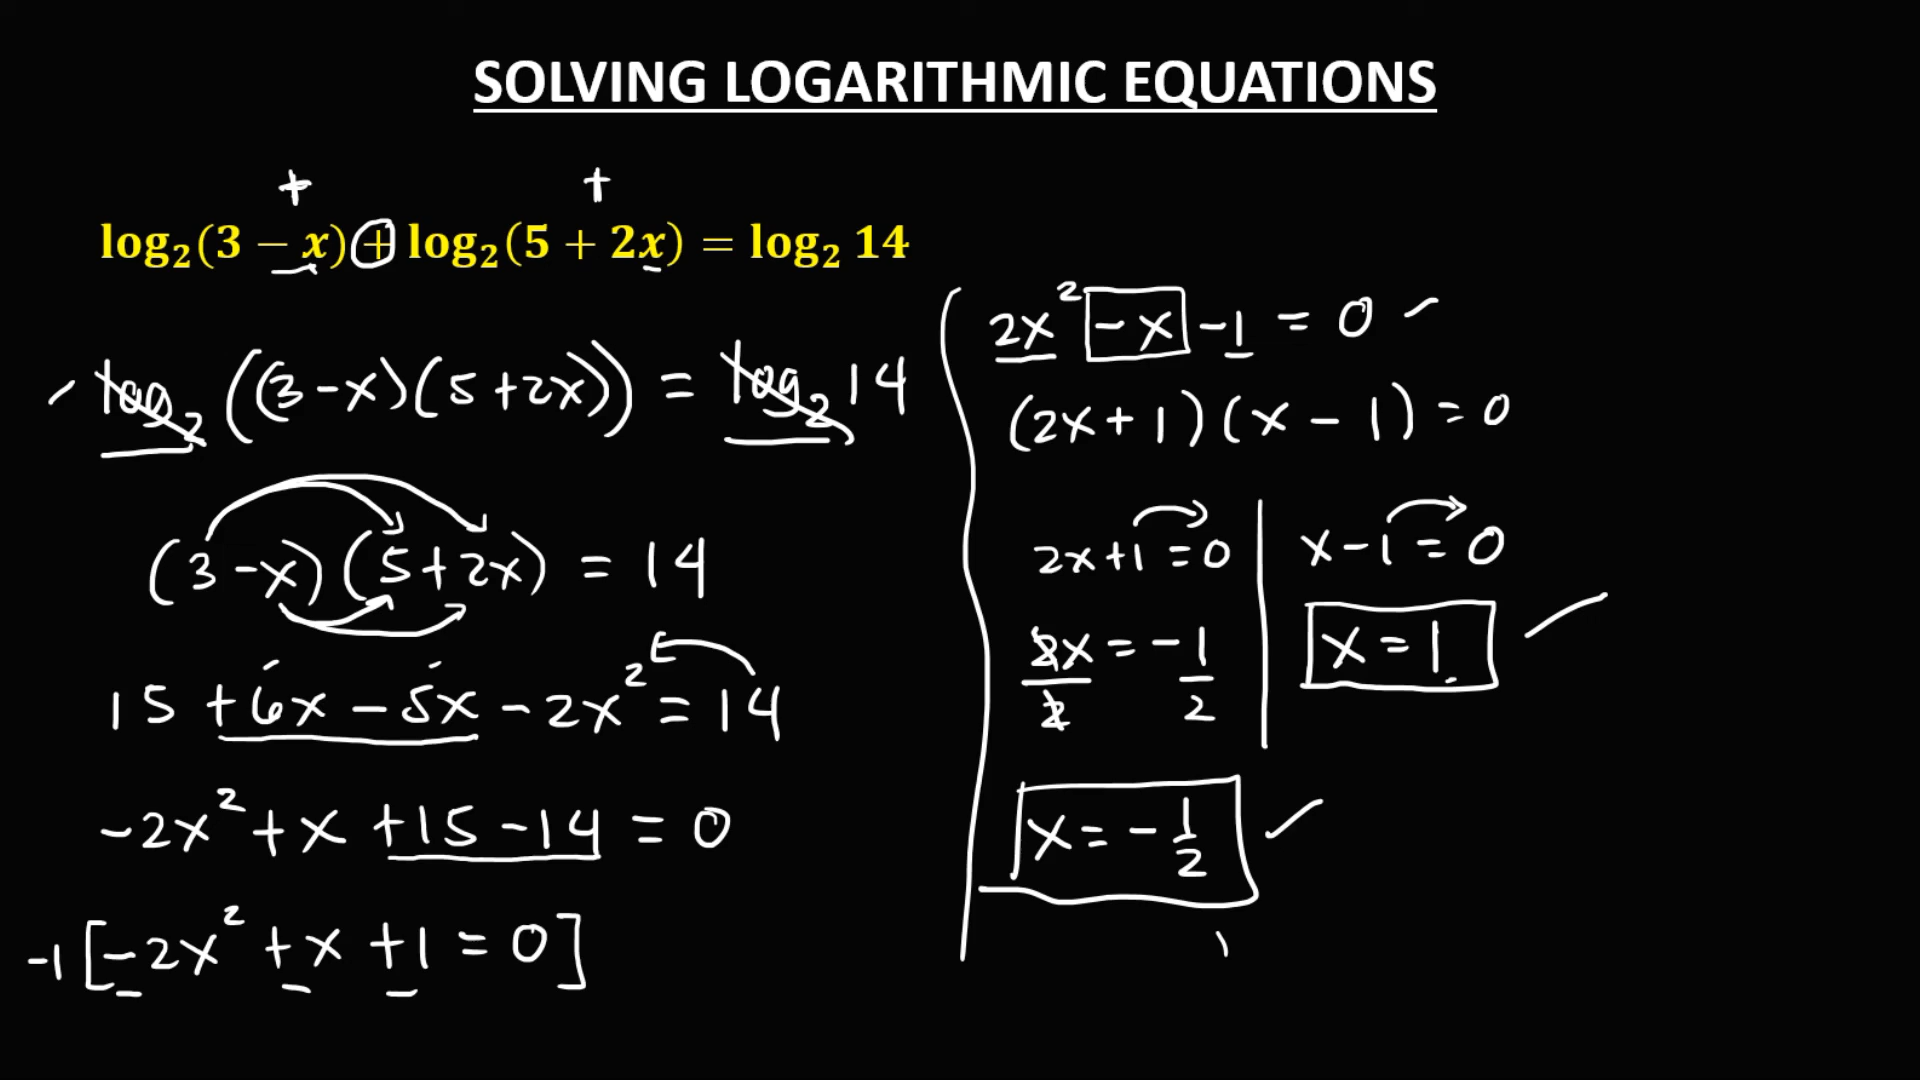 SOLVING LOGARITHMIC EQUATIONS
+ +
log₂(3 − x) + log₂(5 + 2x) = log₂ 14
log₂ ((3-x)(5+2x)) = log₂ 14
(3-x)(5+2x) = 14
15 +6x - 5x - 2x² = 14
-2x² + x +15 -14 = 0
-1 [-2x² + x + 1 = 0]
2x² - x - 1 = 0
(2x+1)(x - 1) = 0
2x+1=0 | x-1=0
2x/2 = -1/2 | x = 1
x = -1/2